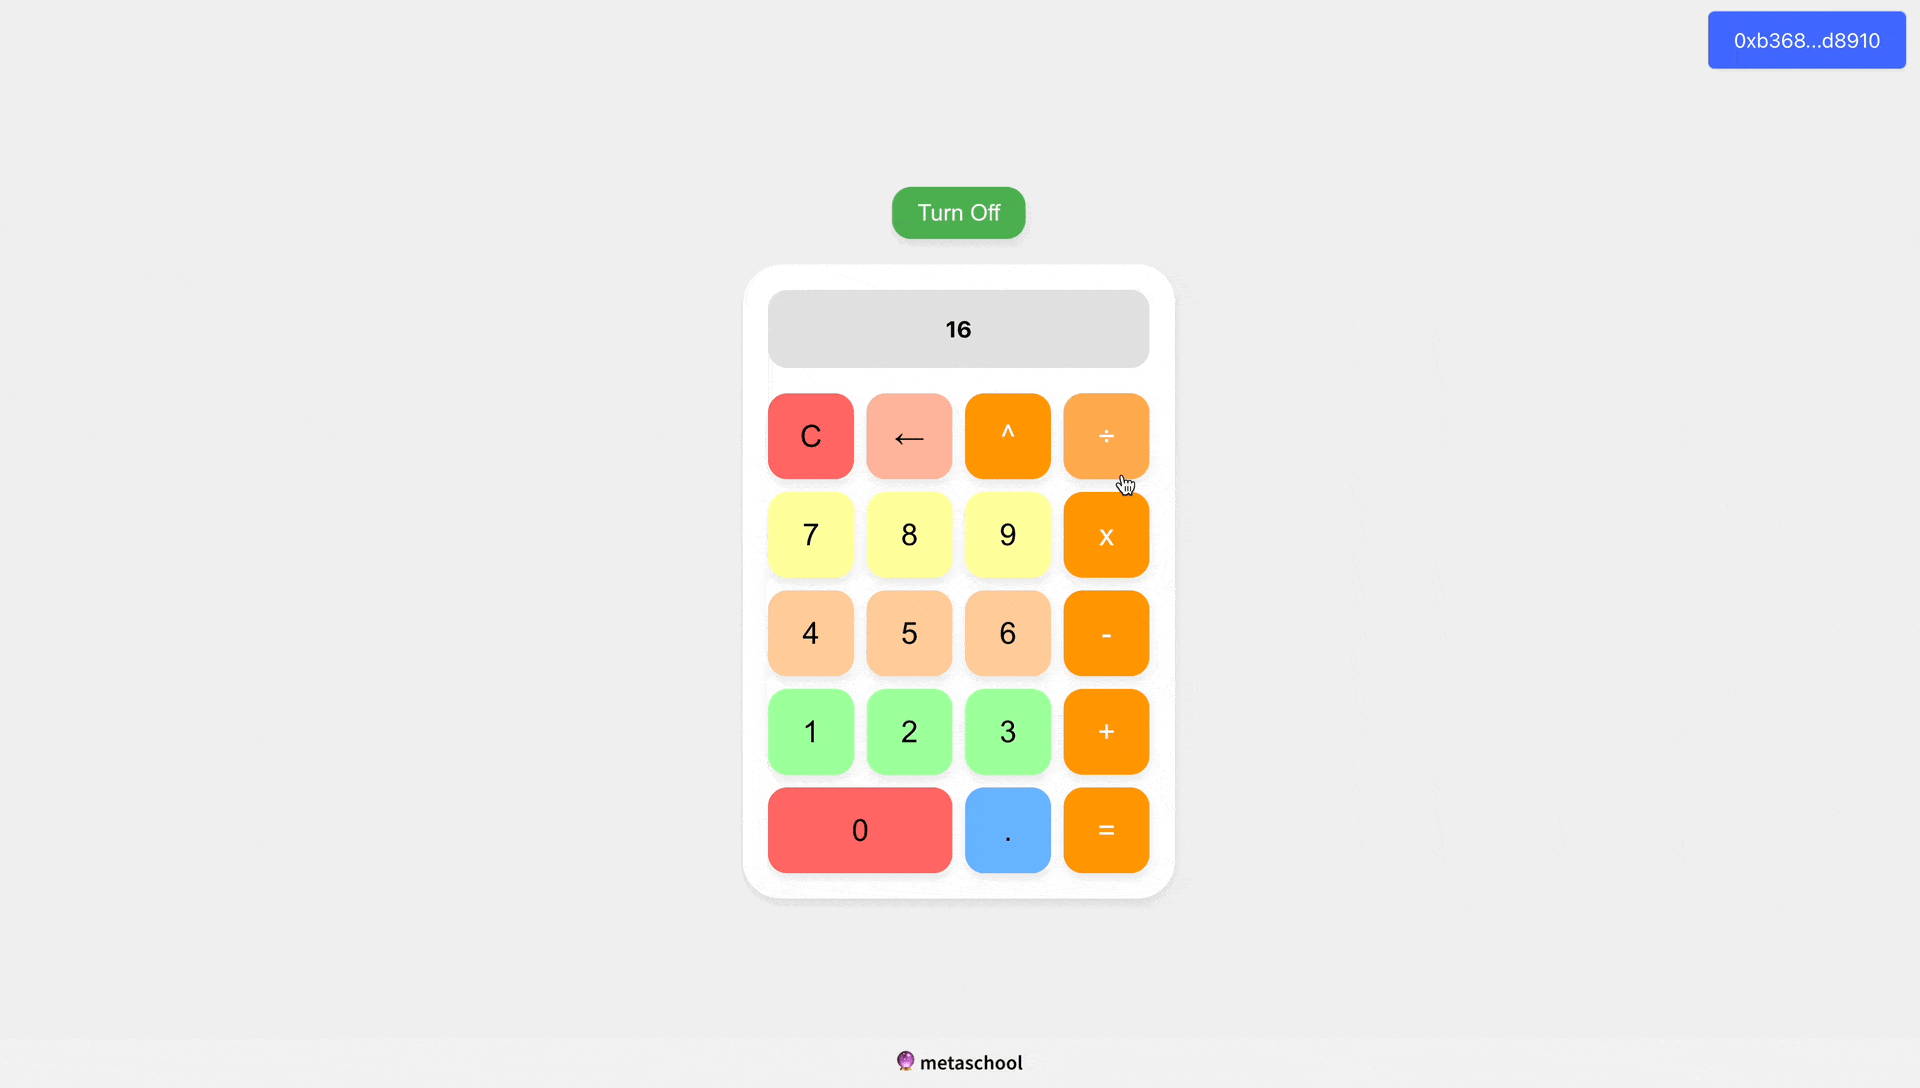 0xb368...d8910
Turn Off
16
C ← ^ ÷
7 8 9 x
4 5 6 -
1 2 3 +
0 . =
metaschool